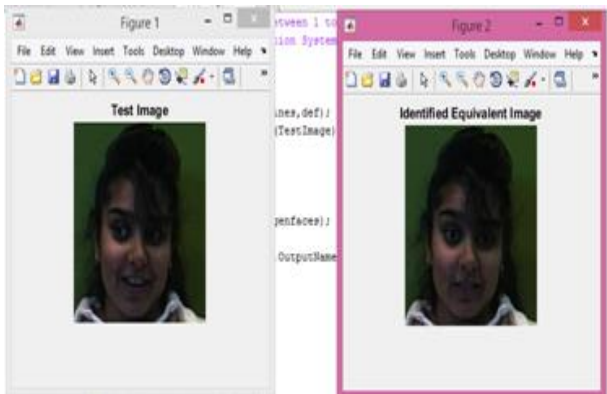 Figure 1
File Edit View Insert Tools Desktop Window Help
Test Image
etween 1 to
ion System
ines,def);
(TestImage)
genfaces);
.OutputName
Figure 2
File Edit View Insert Tools Desktop Window Help
Identified Equivalent Image